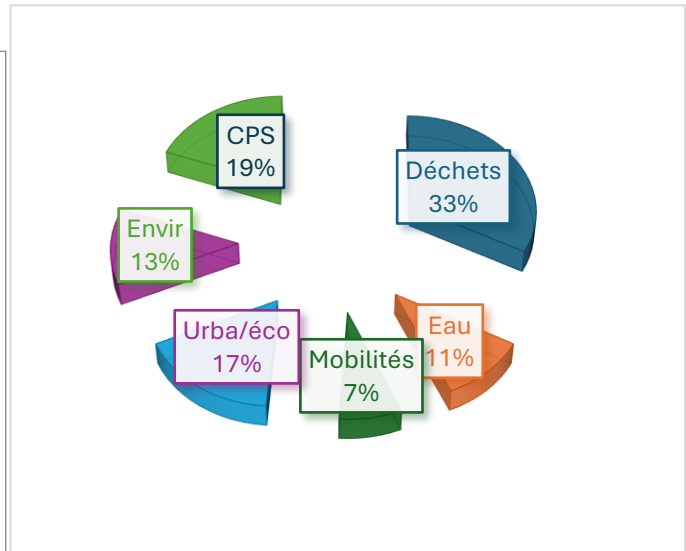 CPS
19%
Déchets
33%
Envir
13%
Urba/éco
17%
Mobilités
7%
Eau
11%